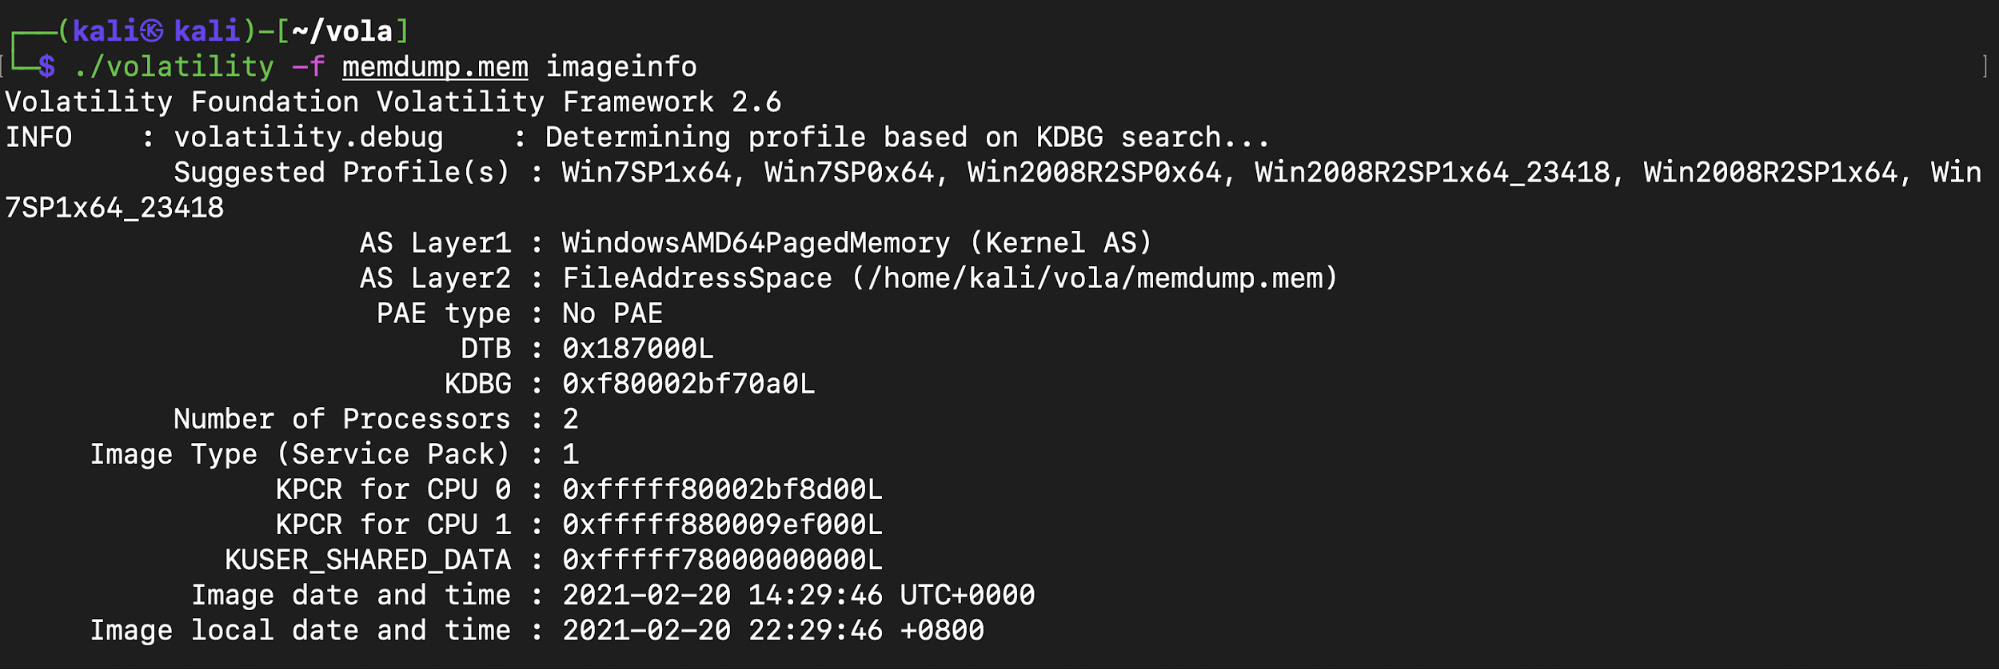 ┌──(kali㉿kali)-[~/vola]
└─$ ./volatility -f memdump.mem imageinfo
Volatility Foundation Volatility Framework 2.6
INFO    : volatility.debug    : Determining profile based on KDBG search...
          Suggested Profile(s) : Win7SP1x64, Win7SP0x64, Win2008R2SP0x64, Win2008R2SP1x64_23418, Win2008R2SP1x64, Win
7SP1x64_23418
                     AS Layer1 : WindowsAMD64PagedMemory (Kernel AS)
                     AS Layer2 : FileAddressSpace (/home/kali/vola/memdump.mem)
                      PAE type : No PAE
                           DTB : 0x187000L
                          KDBG : 0xf80002bf70a0L
          Number of Processors : 2
     Image Type (Service Pack) : 1
                KPCR for CPU 0 : 0xfffff80002bf8d00L
                KPCR for CPU 1 : 0xfffff880009ef000L
             KUSER_SHARED_DATA : 0xfffff78000000000L
           Image date and time : 2021-02-20 14:29:46 UTC+0000
     Image local date and time : 2021-02-20 22:29:46 +0800